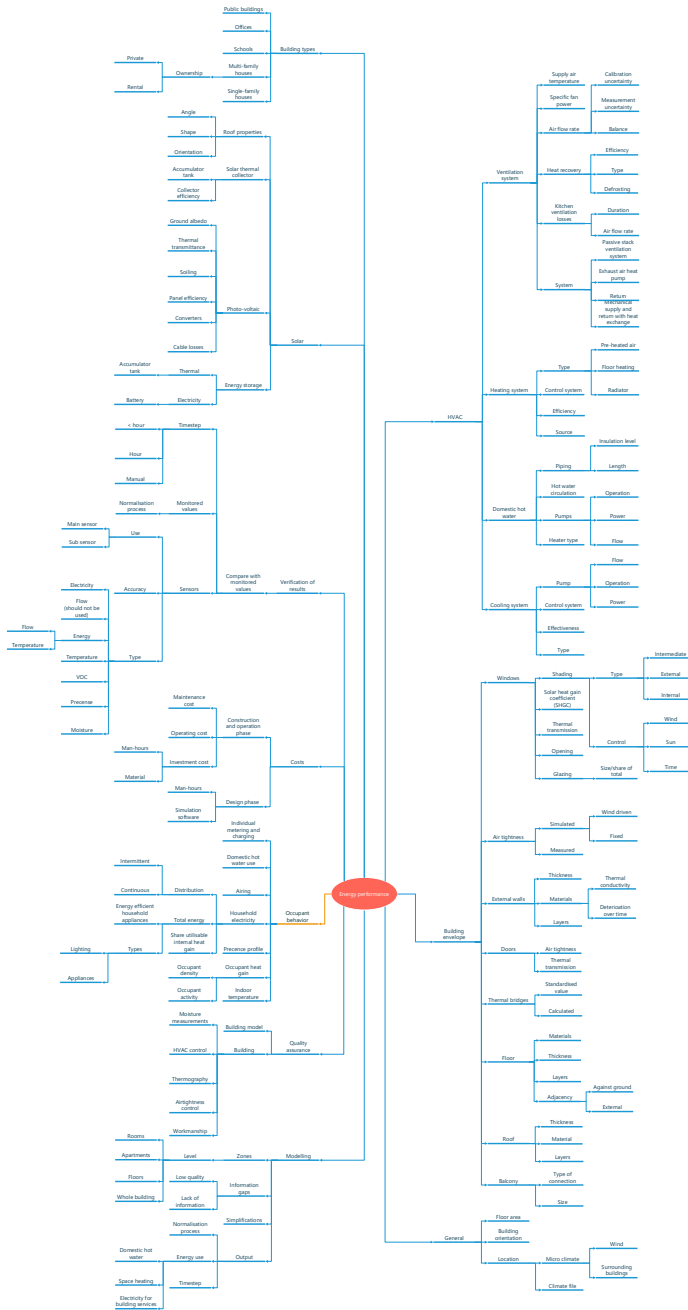 Public buildings
Offices
Schools
Building types
Multi-family
houses
Single-family
houses
Ownership
Private
Rental
Angle
Shape
Roof properties
Orientation
Accumulator
tank
Solar thermal
collector
Collector
efficiency
Ground albedo
Thermal
transmittance
Soiling
Panel efficiency
Photo-voltaic
Converters
Cable losses
Solar
Accumulator
tank
Thermal
Energy storage
Battery
Electricity
< hour
Timestep
Hour
Manual
Normalisation
process
Monitored
values
Main sensor
Use
Sub sensor
Accuracy
Sensors
Compare with
monitored
values
Verification of
results
Electricity
Flow
(should not be
used)
Flow
Energy
Temperature
Temperature
Type
VOC
Precense
Moisture
Maintenance
cost
Operating cost
Construction
and operation
phase
Man-hours
Investment cost
Material
Costs
Man-hours
Design phase
Simulation
software
Individual
metering and
charging
Domestic hot
water use
Airing
Intermittent
Continuous
Distribution
Energy efficient
household
appliances
Total energy
Household
electricity
Occupant
behavior
Share utilisable
internal heat
gain
Lighting
Types
Appliances
Precence profile
Occupant
density
Occupant heat
gain
Occupant
activity
Indoor
temperature
Moisture
measurements
Building model
HVAC control
Building
Quality
assurance
Thermography
Airtightness
control
Workmanship
Rooms
Apartments
Level
Zones
Modelling
Floors
Whole building
Low quality
Information
gaps
Lack of
information
Simplifications
Normalisation
process
Domestic hot
water
Energy use
Output
Space heating
Timestep
Electricity for
building services
Energy performance
Supply air
temperature
Calibration
uncertainty
Specific fan
power
Measurement
uncertainty
Air flow rate
Balance
Efficiency
Ventilation
system
Heat recovery
Type
Defrosting
Kitchen
ventilation
losses
Duration
Air flow rate
Passive stack
ventilation
system
Exhaust air heat
pump
System
Return
Mechanical
supply and
return with heat
exchange
Pre-heated air
Type
Floor heating
Heating system
Control system
Radiator
Efficiency
HVAC
Source
Insulation level
Piping
Length
Hot water
circulation
Operation
Domestic hot
water
Pumps
Power
Heater type
Flow
Flow
Pump
Operation
Cooling system
Control system
Power
Effectiveness
Type
Intermediate
Windows
Shading
Type
External
Solar heat gain
coefficient
(SHGC)
Internal
Thermal
transmission
Wind
Opening
Control
Sun
Glazing
Size/share of
total
Time
Wind driven
Simulated
Air tightness
Fixed
Measured
Thickness
Thermal
conductivity
External walls
Materials
Deterioration
over time
Layers
Building
envelope
Doors
Air tightness
Thermal
transmission
Standardised
value
Thermal bridges
Calculated
Materials
Floor
Thickness
Layers
Against ground
Adjacency
External
Thickness
Roof
Material
Layers
Balcony
Type of
connection
Size
Floor area
General
Building
orientation
Wind
Location
Micro climate
Surrounding
buildings
Climate file